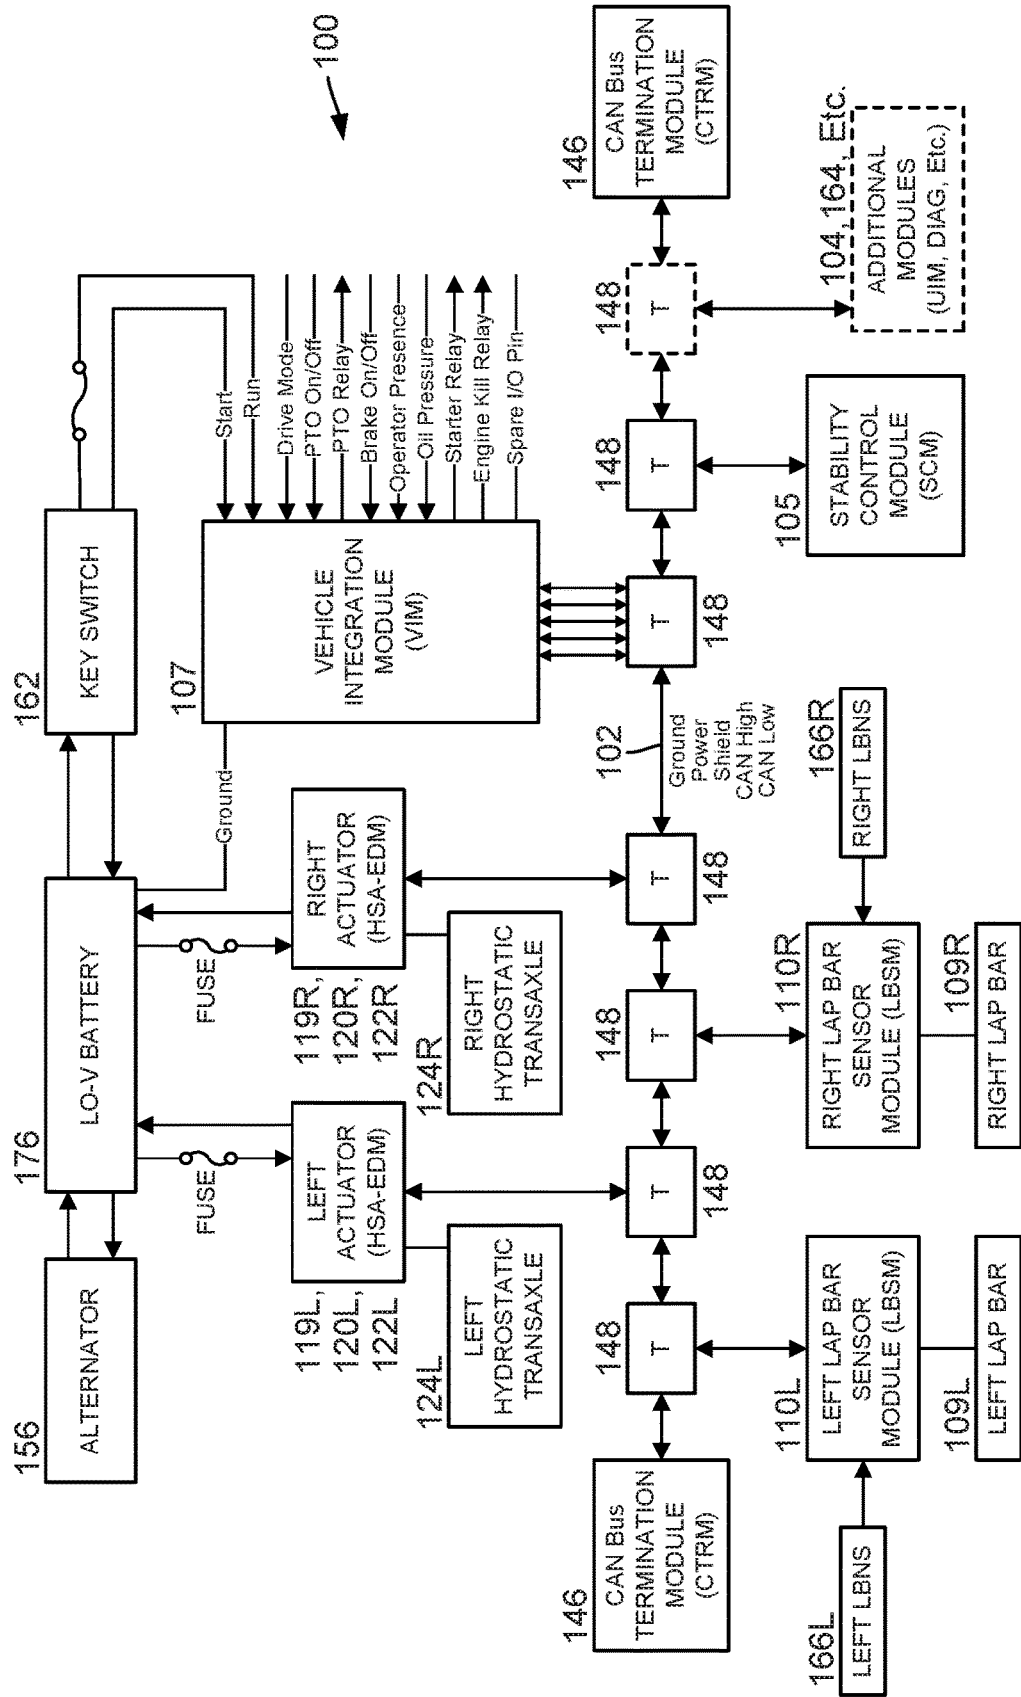 100
156
ALTERNATOR
176
LO-V BATTERY
162
KEY SWITCH
FUSE
FUSE
Ground
Start
Run
107
VEHICLE
INTEGRATION
MODULE
(VIM)
Drive Mode
PTO On/Off
PTO Relay
Brake On/Off
Operator Presence
Oil Pressure
Starter Relay
Engine Kill Relay
Spare I/O Pin
119L,
120L,
122L
LEFT
ACTUATOR
(HSA-EDM)
119R,
120R,
122R
RIGHT
ACTUATOR
(HSA-EDM)
124L
LEFT
HYDROSTATIC
TRANSAXLE
124R
RIGHT
HYDROSTATIC
TRANSAXLE
146
CAN Bus
TERMINATION
MODULE
(CTRM)
148
T
148
T
148
T
148
T
102
Ground
Power
Shield
CAN High
CAN Low
148
T
148
T
148
T
146
CAN Bus
TERMINATION
MODULE
(CTRM)
166L
LEFT LBNS
110L
LEFT LAP BAR
SENSOR
MODULE (LBSM)
109L
LEFT LAP BAR
110R
RIGHT LAP BAR
SENSOR
MODULE (LBSM)
109R
RIGHT LAP BAR
166R
RIGHT LBNS
105
STABILITY
CONTROL
MODULE
(SCM)
104, 164, Etc.
ADDITIONAL
MODULES
(UIM, DIAG, Etc.)